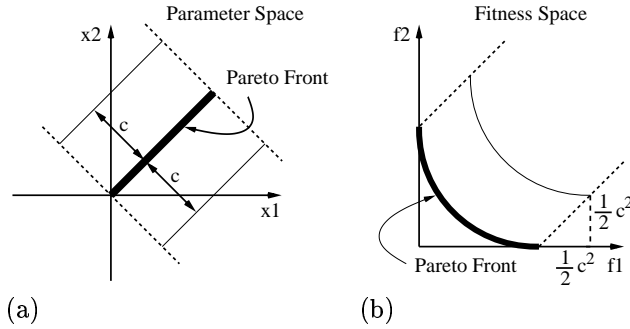 Parameter Space
x2
Pareto Front
c
c
x1
(a)
Fitness Space
f2
1/2 c²
1/2 c²
f1
Pareto Front
(b)